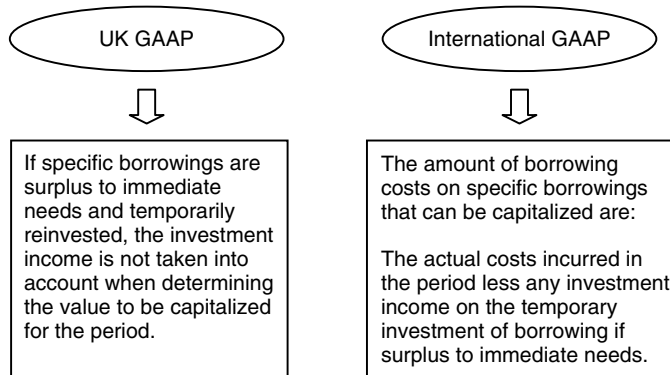 UK GAAP
If specific borrowings are
surplus to immediate
needs and temporarily
reinvested, the investment
income is not taken into
account when determining
the value to be capitalized
for the period.
International GAAP
The amount of borrowing
costs on specific borrowings
that can be capitalized are:
The actual costs incurred in
the period less any investment
income on the temporary
investment of borrowing if
surplus to immediate needs.